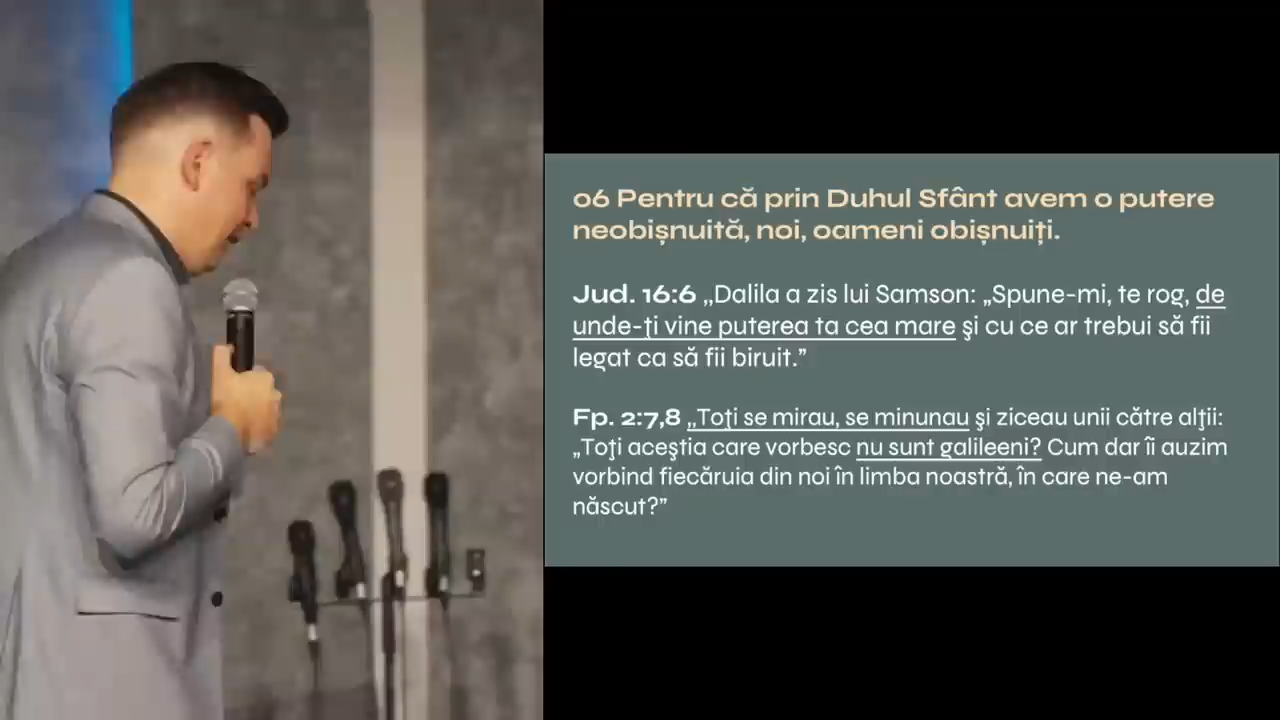 06 Pentru că prin Duhul Sfânt avem o putere
neobișnuită, noi, oameni obișnuiți.
Jud. 16:6 „Dalila a zis lui Samson: „Spune-mi, te rog, de
unde-ţi vine puterea ta cea mare şi cu ce ar trebui să fii
legat ca să fii biruit.”
Fp. 2:7,8 „Toţi se mirau, se minunau şi ziceau unii către alţii:
„Toţi aceştia care vorbesc nu sunt galileeni? Cum dar îi auzim
vorbind fiecăruia din noi în limba noastră, în care ne-am
născut?”